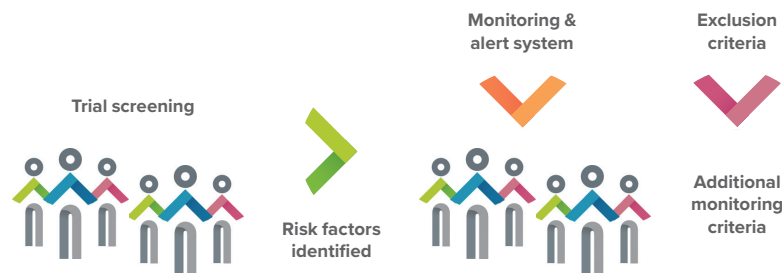 Monitoring &
alert system
Exclusion
criteria
Trial screening
Risk factors
identified
Additional
monitoring
criteria